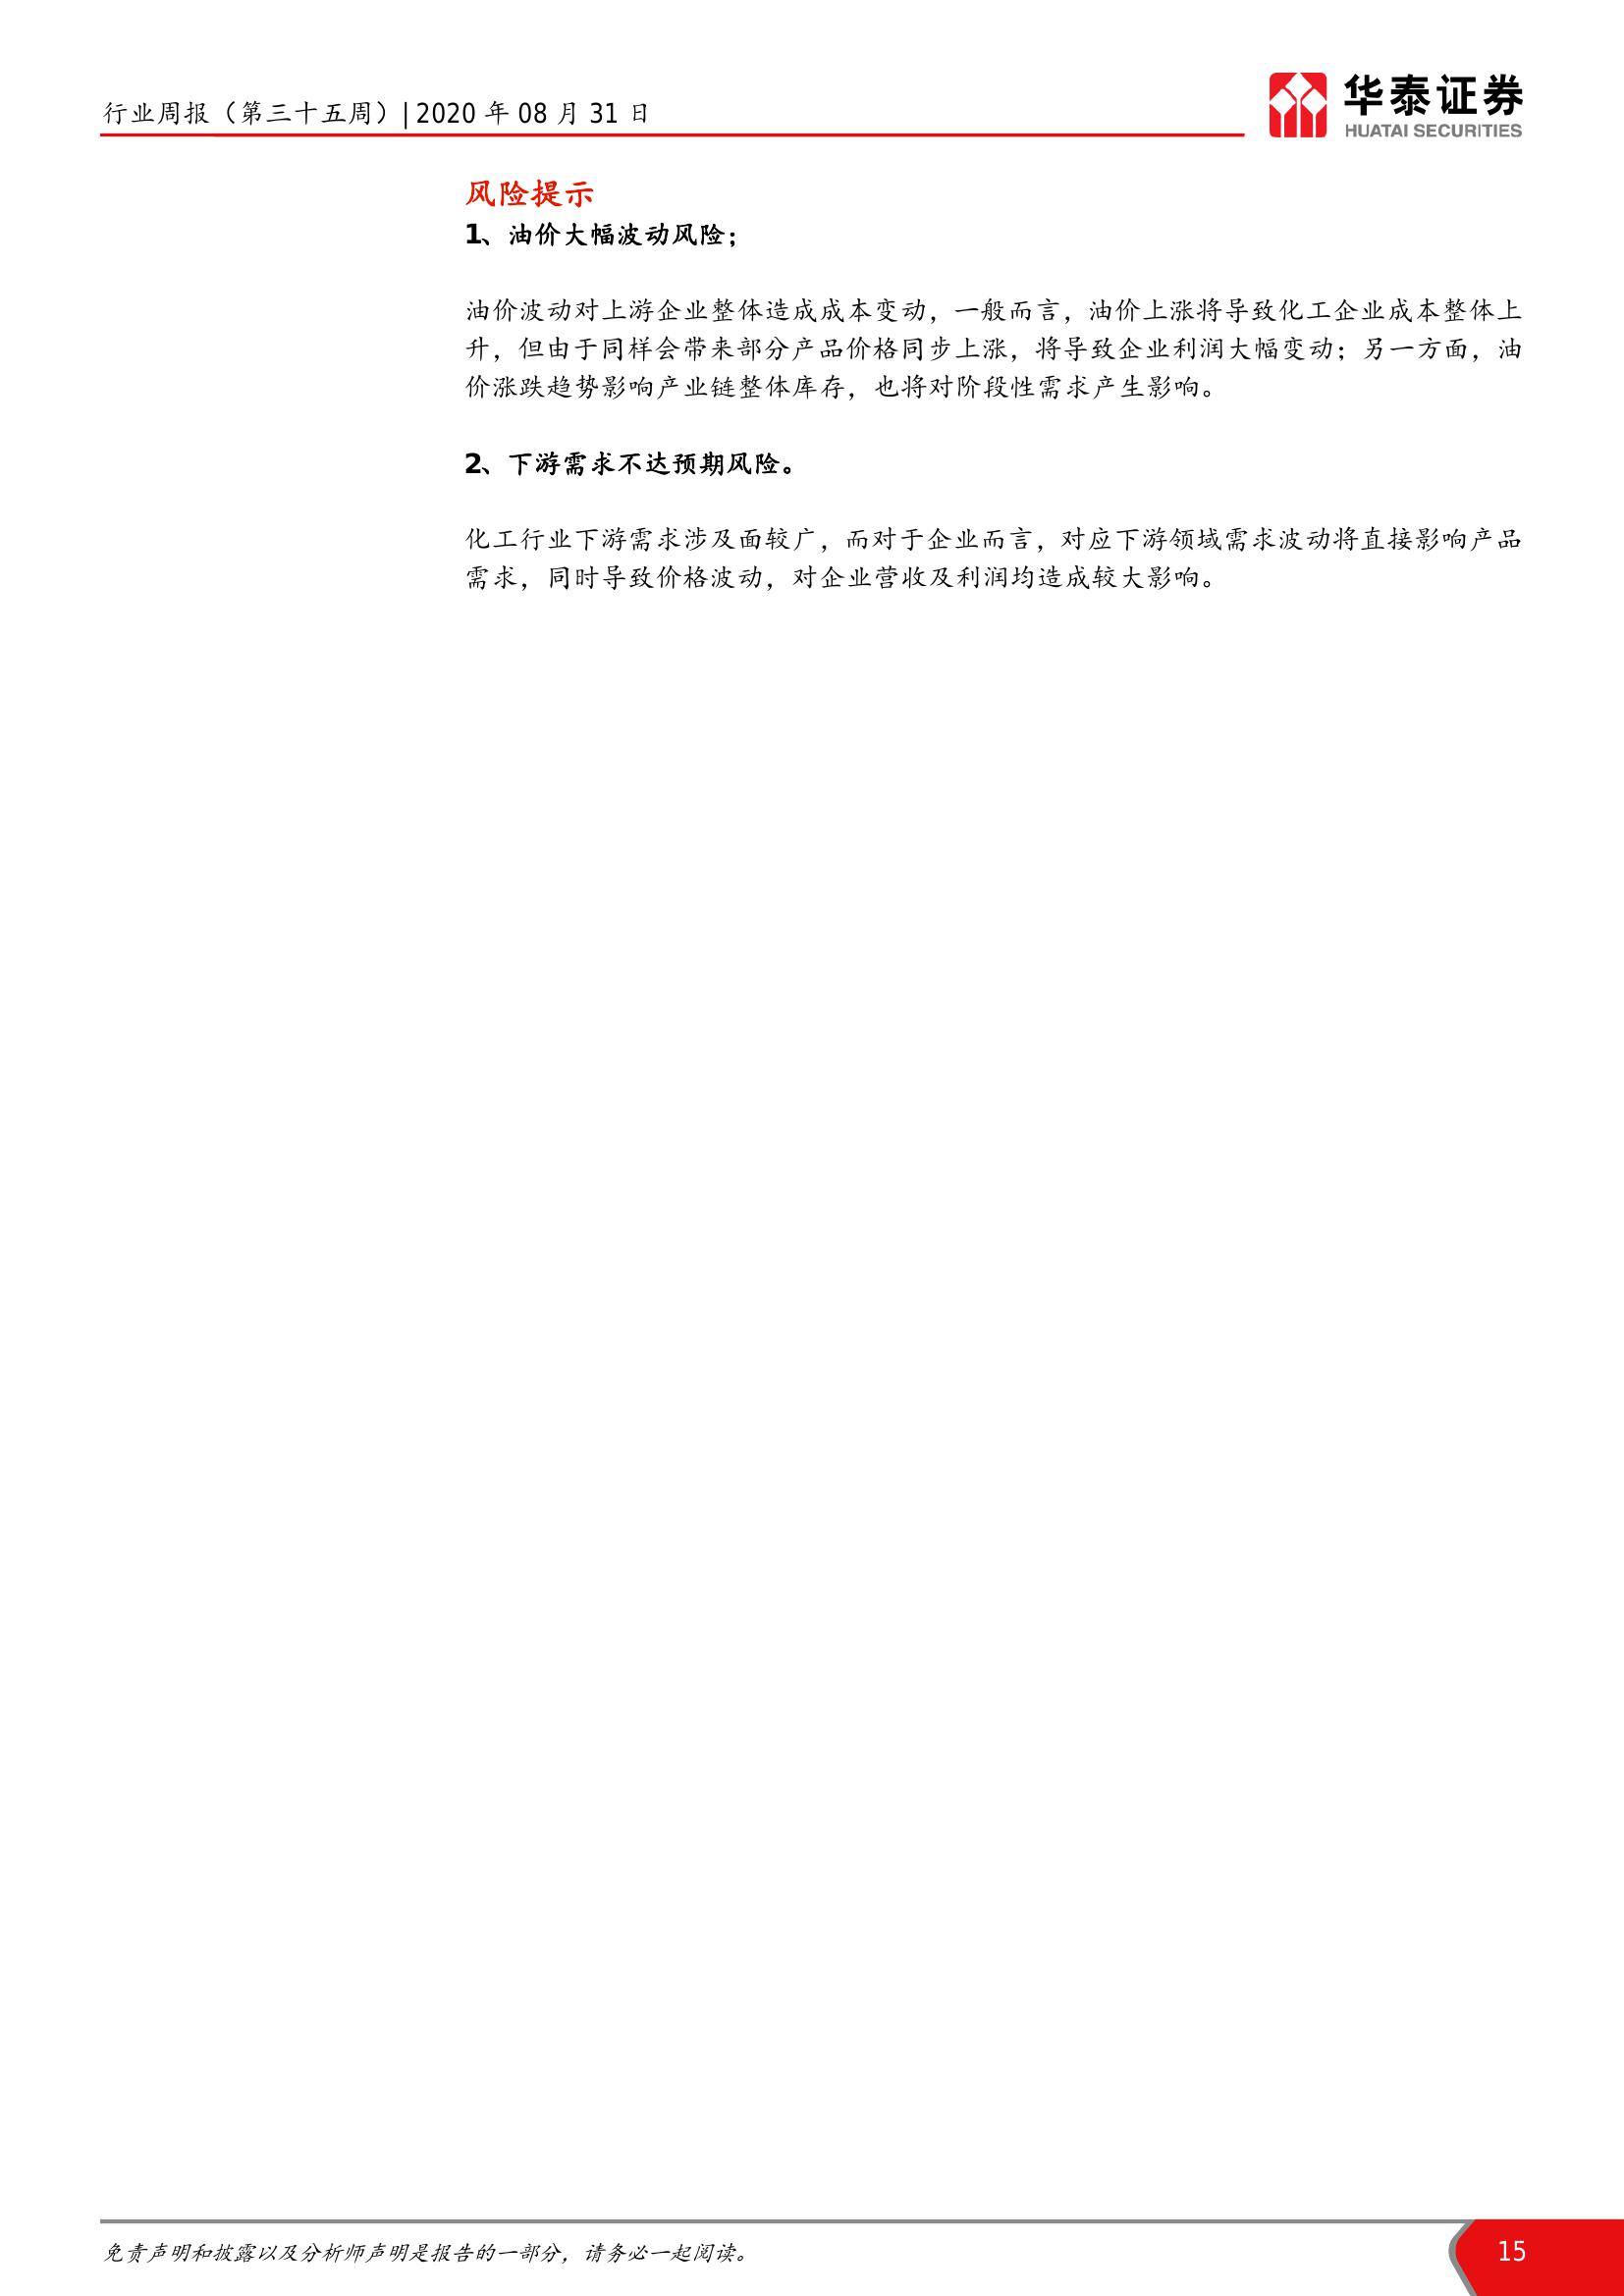 行业周报（第三十五周）| 2020 年 08 月 31 日
华泰证券
HUATAI SECURITIES
风险提示
1、油价大幅波动风险；
油价波动对上游企业整体造成成本变动，一般而言，油价上涨将导致化工企业成本整体上
升，但由于同样会带来部分产品价格同步上涨，将导致企业利润大幅变动；另一方面，油
价涨跌趋势影响产业链整体库存，也将对阶段性需求产生影响。
2、下游需求不达预期风险。
化工行业下游需求涉及面较广，而对于企业而言，对应下游领域需求波动将直接影响产品
需求，同时导致价格波动，对企业营收及利润均造成较大影响。
免责声明和披露以及分析师声明是报告的一部分，请务必一起阅读。
15